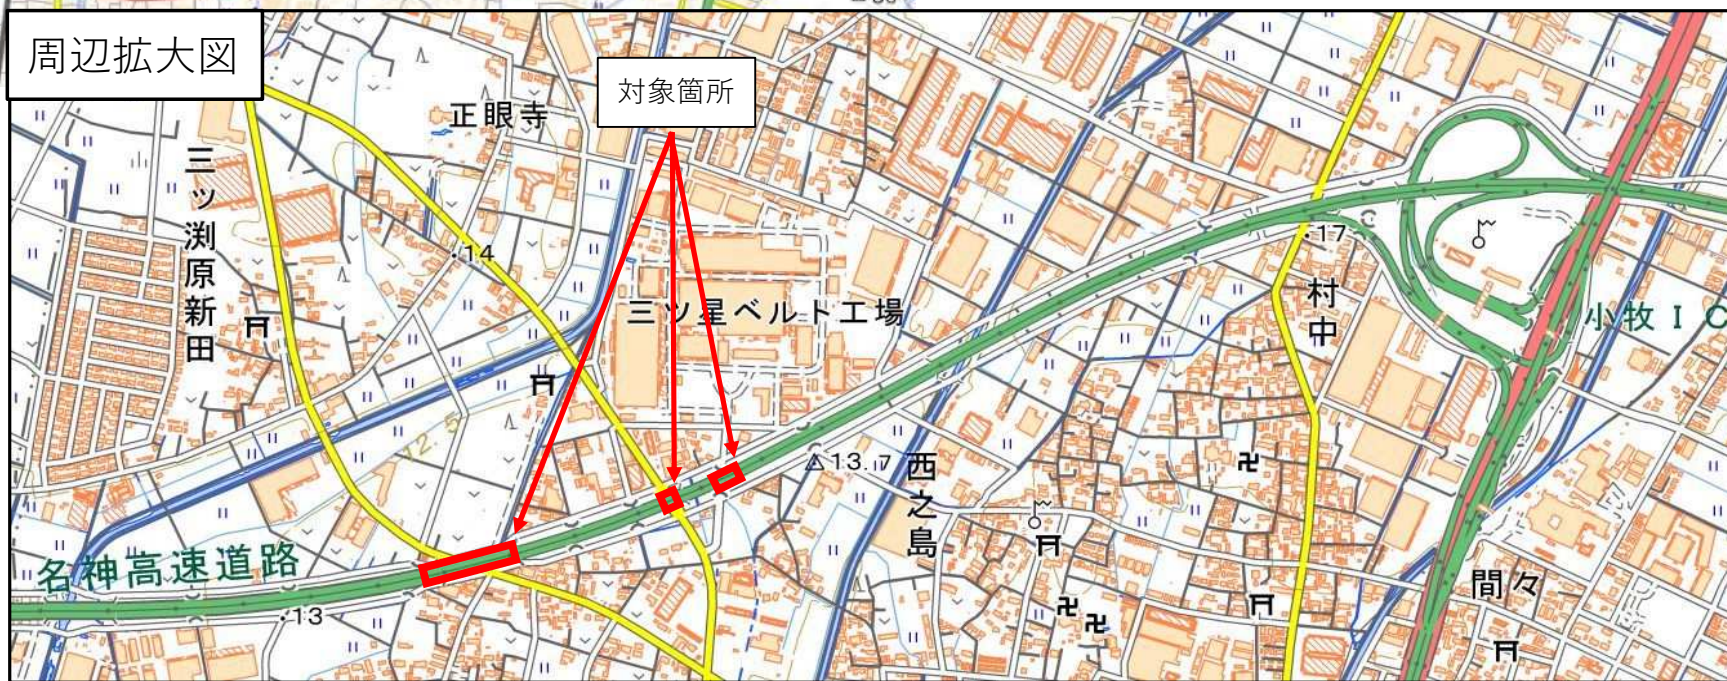 周辺拡大図
対象箇所
正眼寺
三ツ渕原新田
・14
三ツ星ベルト工場
・17
村中
小牧IC
12.5
△13.7
西之島
名神高速道路
・13
間々